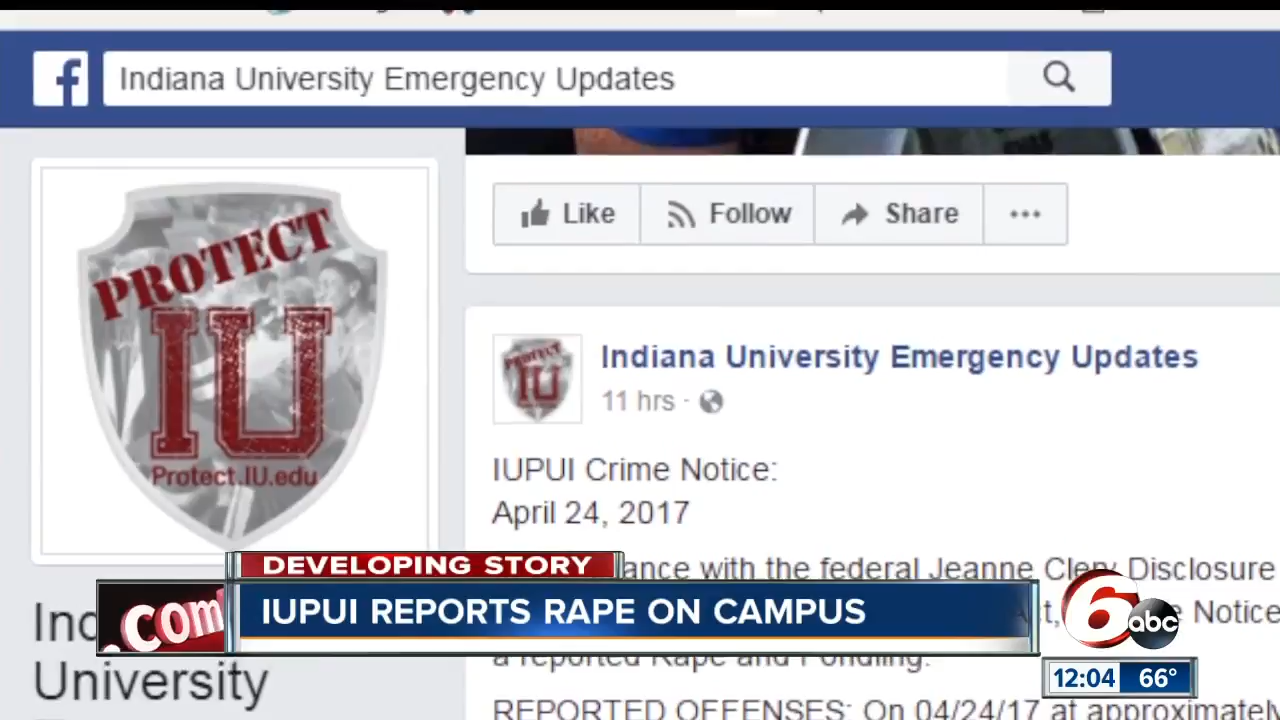 Indiana University Emergency Updates
Like
Follow
Share
PROTECT
IU
Protect.IU.edu
PROTECT
IU
Indiana University Emergency Updates
11 hrs
IUPUI Crime Notice:
April 24, 2017
with the federal Jeanne Clery Disclosure
Notice
a reported Rape and Fondling.
REPORTED OFFENSES: On 04/24/17 at approximately
University
DEVELOPING STORY
.com
IUPUI REPORTS RAPE ON CAMPUS
6
abc
12:04 66°